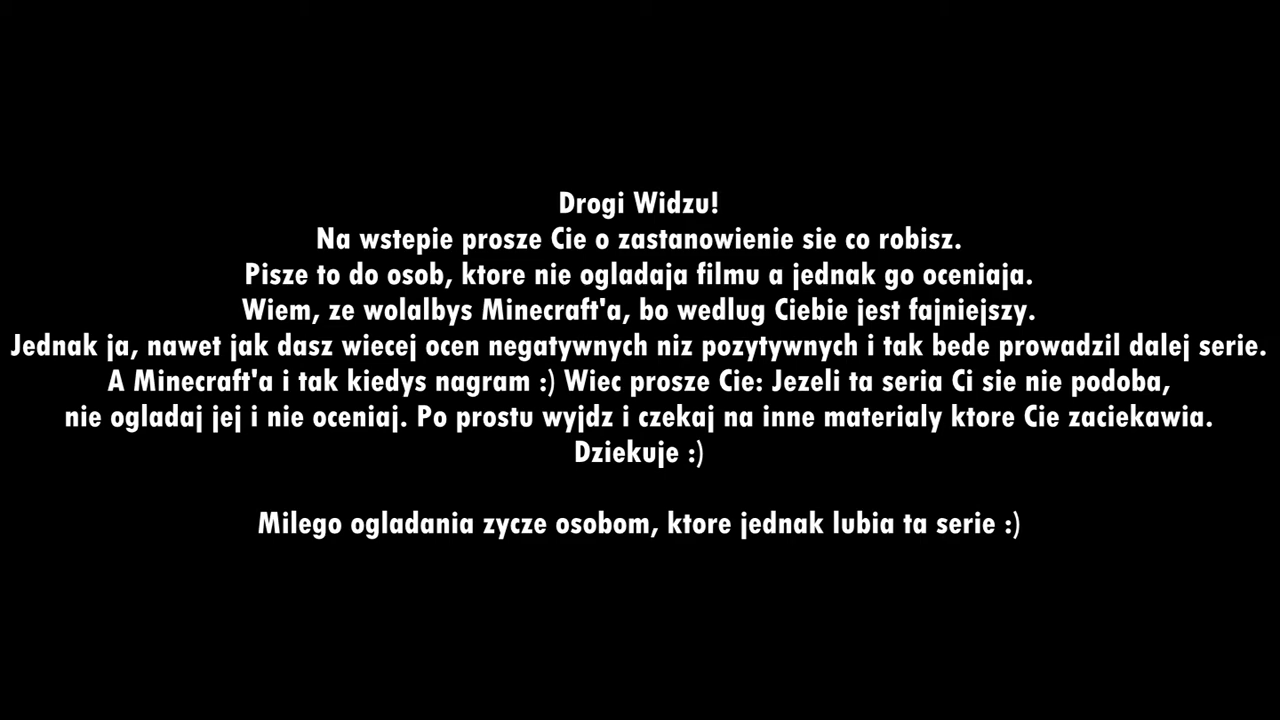 Drogi Widzu!
Na wstepie prosze Cie o zastanowienie sie co robisz.
Pisze to do osob, ktore nie ogladaja filmu a jednak go oceniaja.
Wiem, ze wolalbys Minecraft'a, bo wedlug Ciebie jest fajniejszy.
Jednak ja, nawet jak dasz wiecej ocen negatywnych niz pozytywnych i tak bede prowadzil dalej serie.
A Minecraft'a i tak kiedys nagram :) Wiec prosze Cie: Jezeli ta seria Ci sie nie podoba,
nie ogladaj jej i nie oceniaj. Po prostu wyjdz i czekaj na inne materialy ktore Cie zaciekawia.
Dziekuje :)
Milego ogladania zycze osobom, ktore jednak lubia ta serie :)